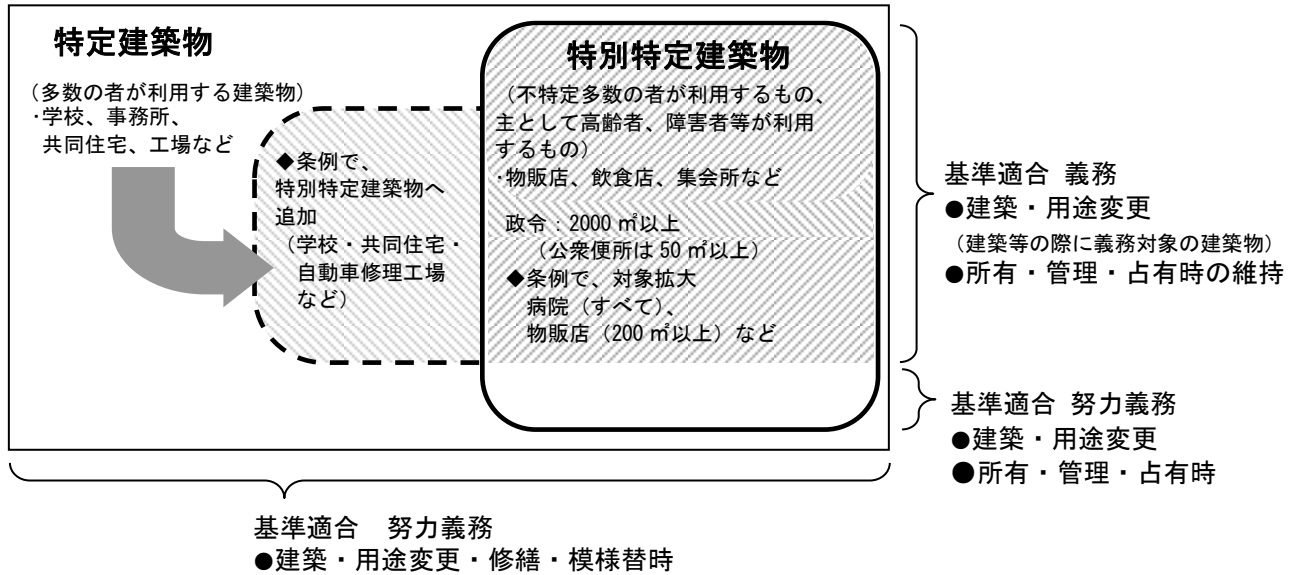 特定建築物
（多数の者が利用する建築物）
・学校、事務所、
共同住宅、工場など
◆条例で、
特別特定建築物へ
追加
（学校・共同住宅・
自動車修理工場
など）
特別特定建築物
（不特定多数の者が利用するもの、
主として高齢者、障害者等が利用
するもの）
・物販店、飲食店、集会所など
政令：2000 ㎡以上
（公衆便所は 50 ㎡以上）
◆条例で、対象拡大
病院（すべて）、
物販店（200 ㎡以上）など
基準適合 義務
●建築・用途変更
（建築等の際に義務対象の建築物）
●所有・管理・占有時の維持
基準適合 努力義務
●建築・用途変更
●所有・管理・占有時
基準適合　努力義務
●建築・用途変更・修繕・模様替時